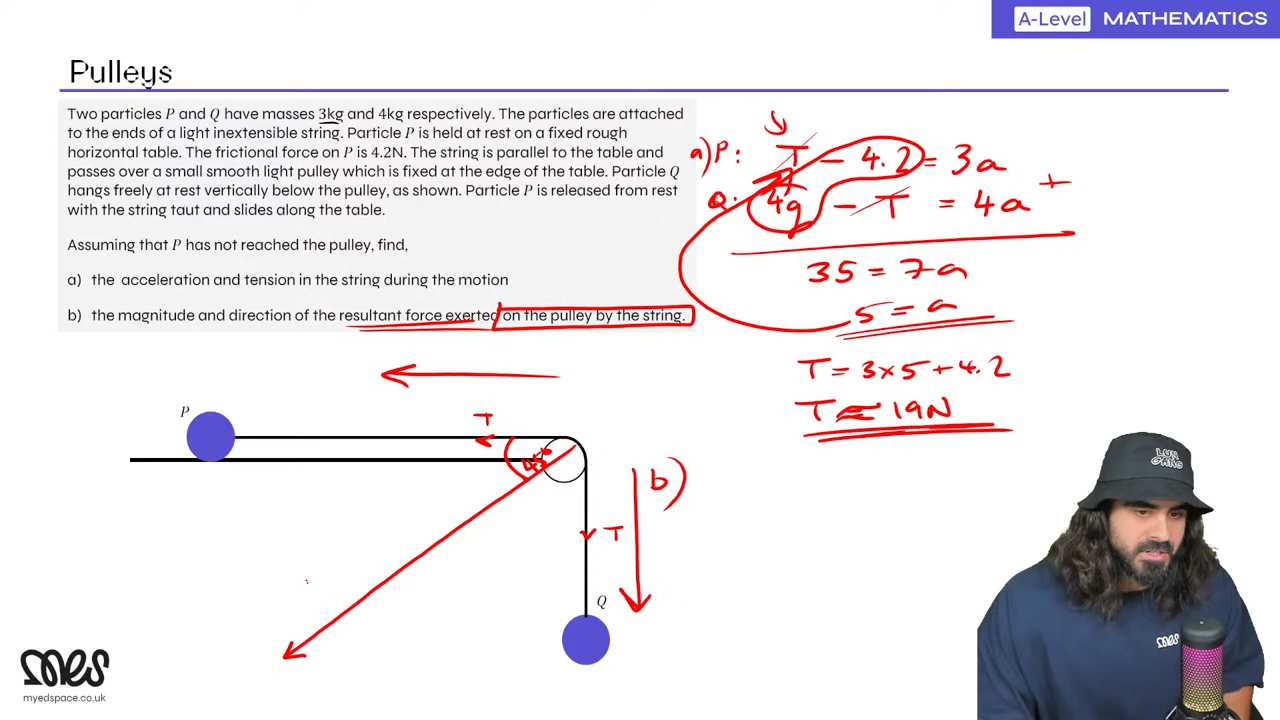 A-Level MATHEMATICS
Pulleys
Two particles P and Q have masses 3kg and 4kg respectively. The particles are attached
to the ends of a light inextensible string. Particle P is held at rest on a fixed rough
horizontal table. The frictional force on P is 4.2N. The string is parallel to the table and
passes over a small smooth light pulley which is fixed at the edge of the table. Particle Q
hangs freely at rest vertically below the pulley, as shown. Particle P is released from rest
with the string taut and slides along the table.
Assuming that P has not reached the pulley, find,
a) the acceleration and tension in the string during the motion
b) the magnitude and direction of the resultant force exerted on the pulley by the string.
a) P: T - 4.2 = 3a
Q: 4g - T = 4a +
35 = 7a
5 = a
T = 3×5 + 4.2
T ≈ 19N
P
T
45°
b)
T
Q
LUN
GANG
mes
mes
myedspace.co.uk